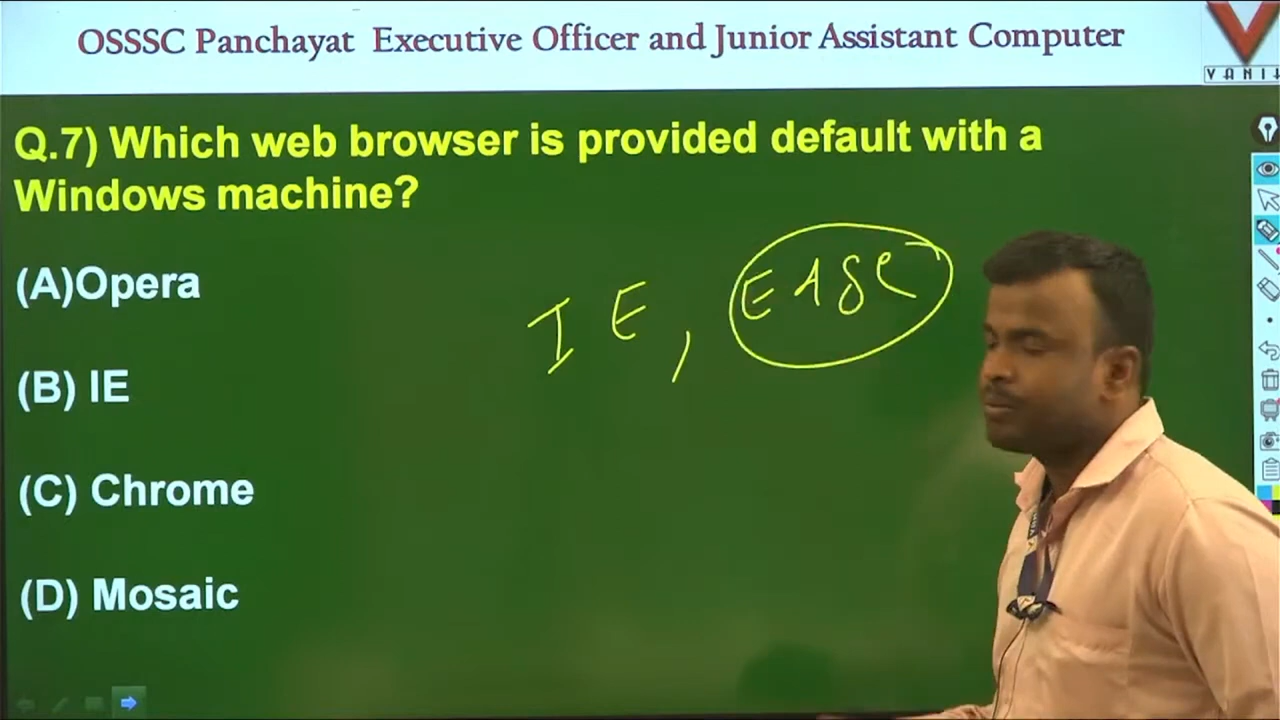 OSSSC Panchayat Executive Officer and Junior Assistant Computer
VANI
Q.7) Which web browser is provided default with a
Windows machine?
(A)Opera
IE,
(B) IE
(C) Chrome
(D) Mosaic